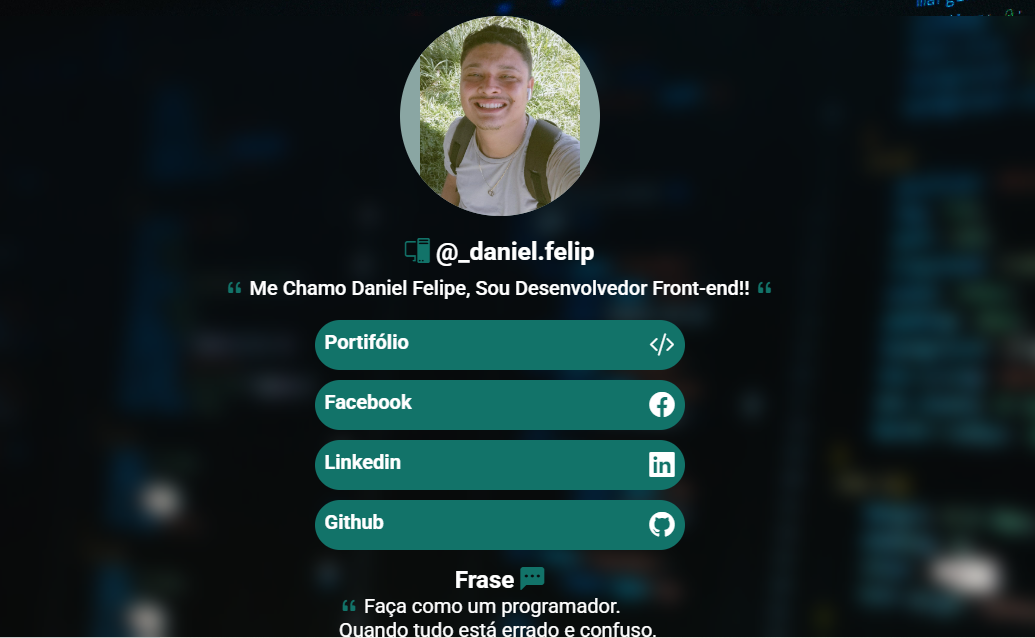 @_daniel.felip
“ Me Chamo Daniel Felipe, Sou Desenvolvedor Front-end!! “
Portifólio </>
Facebook
Linkedin in
Github
Frase
“ Faça como um programador.
Quando tudo está errado e confuso,